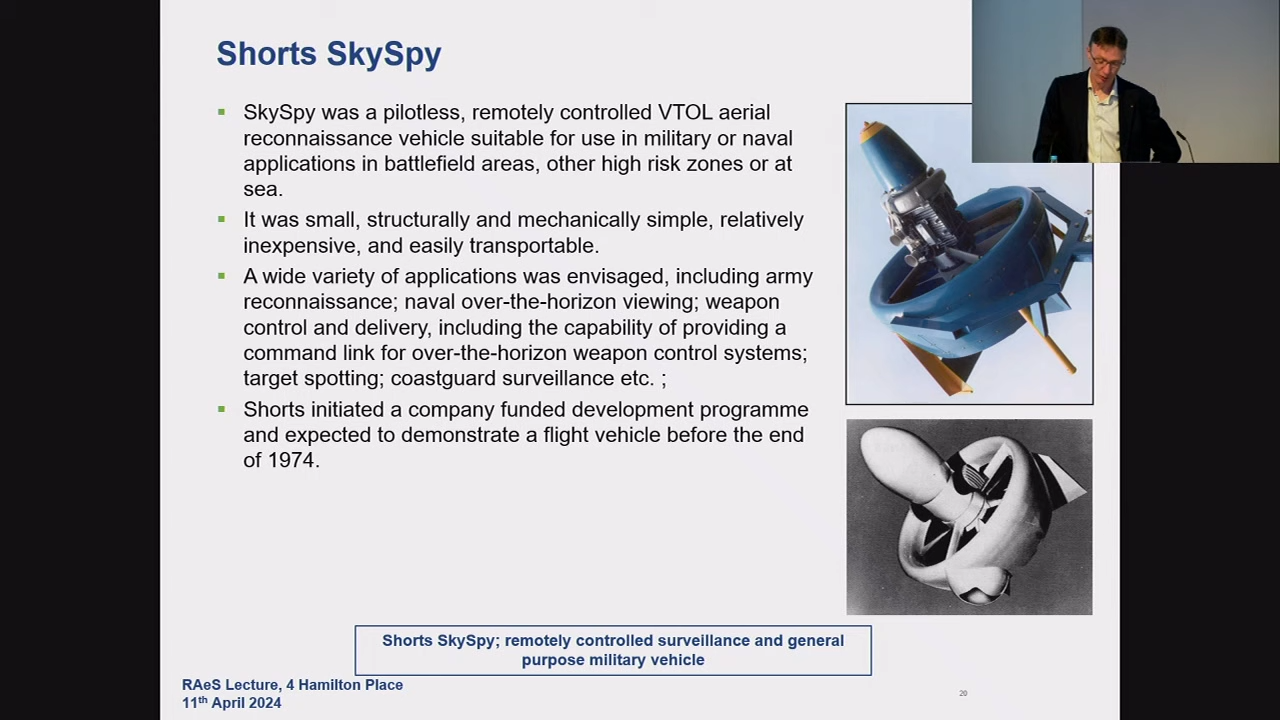 Shorts SkySpy
▪ SkySpy was a pilotless, remotely controlled VTOL aerial
reconnaissance vehicle suitable for use in military or naval
applications in battlefield areas, other high risk zones or at
sea.
▪ It was small, structurally and mechanically simple, relatively
inexpensive, and easily transportable.
▪ A wide variety of applications was envisaged, including army
reconnaissance; naval over-the-horizon viewing; weapon
control and delivery, including the capability of providing a
command link for over-the-horizon weapon control systems;
target spotting; coastguard surveillance etc. ;
▪ Shorts initiated a company funded development programme
and expected to demonstrate a flight vehicle before the end
of 1974.
Shorts SkySpy; remotely controlled surveillance and general
purpose military vehicle
RAeS Lecture, 4 Hamilton Place
11th April 2024
20